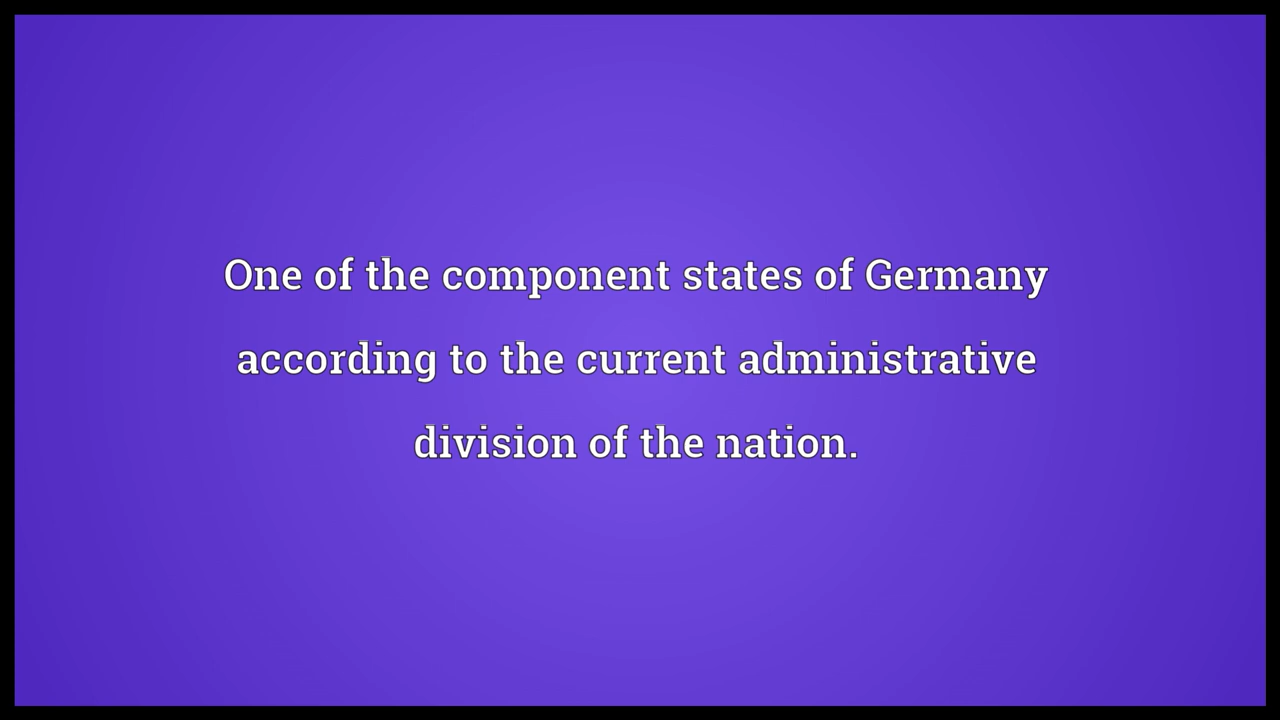 One of the component states of Germany
according to the current administrative
division of the nation.